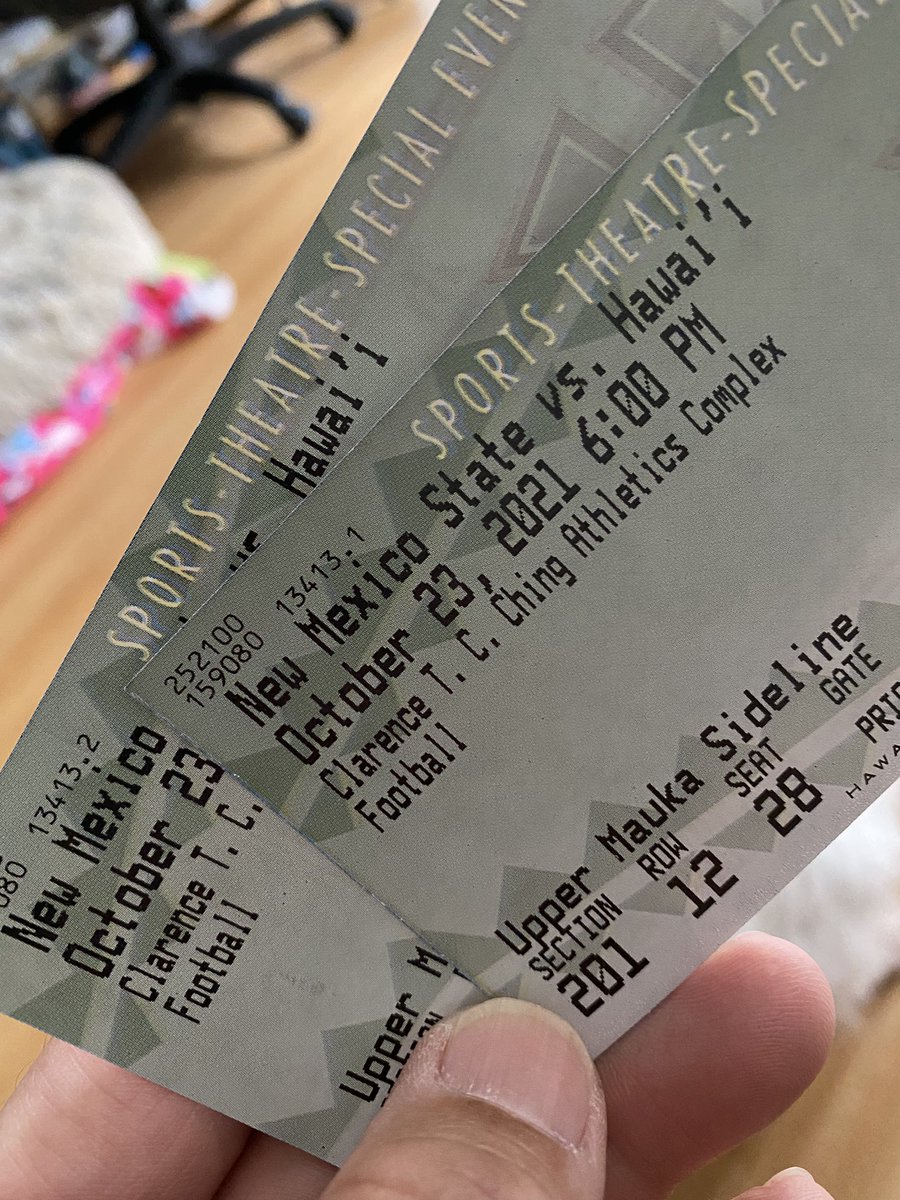 SPORTS-THEATRE-SPECIAL
252100
159080 13413.1
New Mexico State vs. Hawai'i
October 23, 2021 6:00 PM
Clarence T. C. Ching Athletics Complex
Football
Upper Mauka Sideline
SECTION ROW SEAT GATE
201 12 28
SPORTS-THEATRE-SPECIAL
13413.2
New Mexico Hawai'i
October 23
Clarence T. C.
Football
Upper